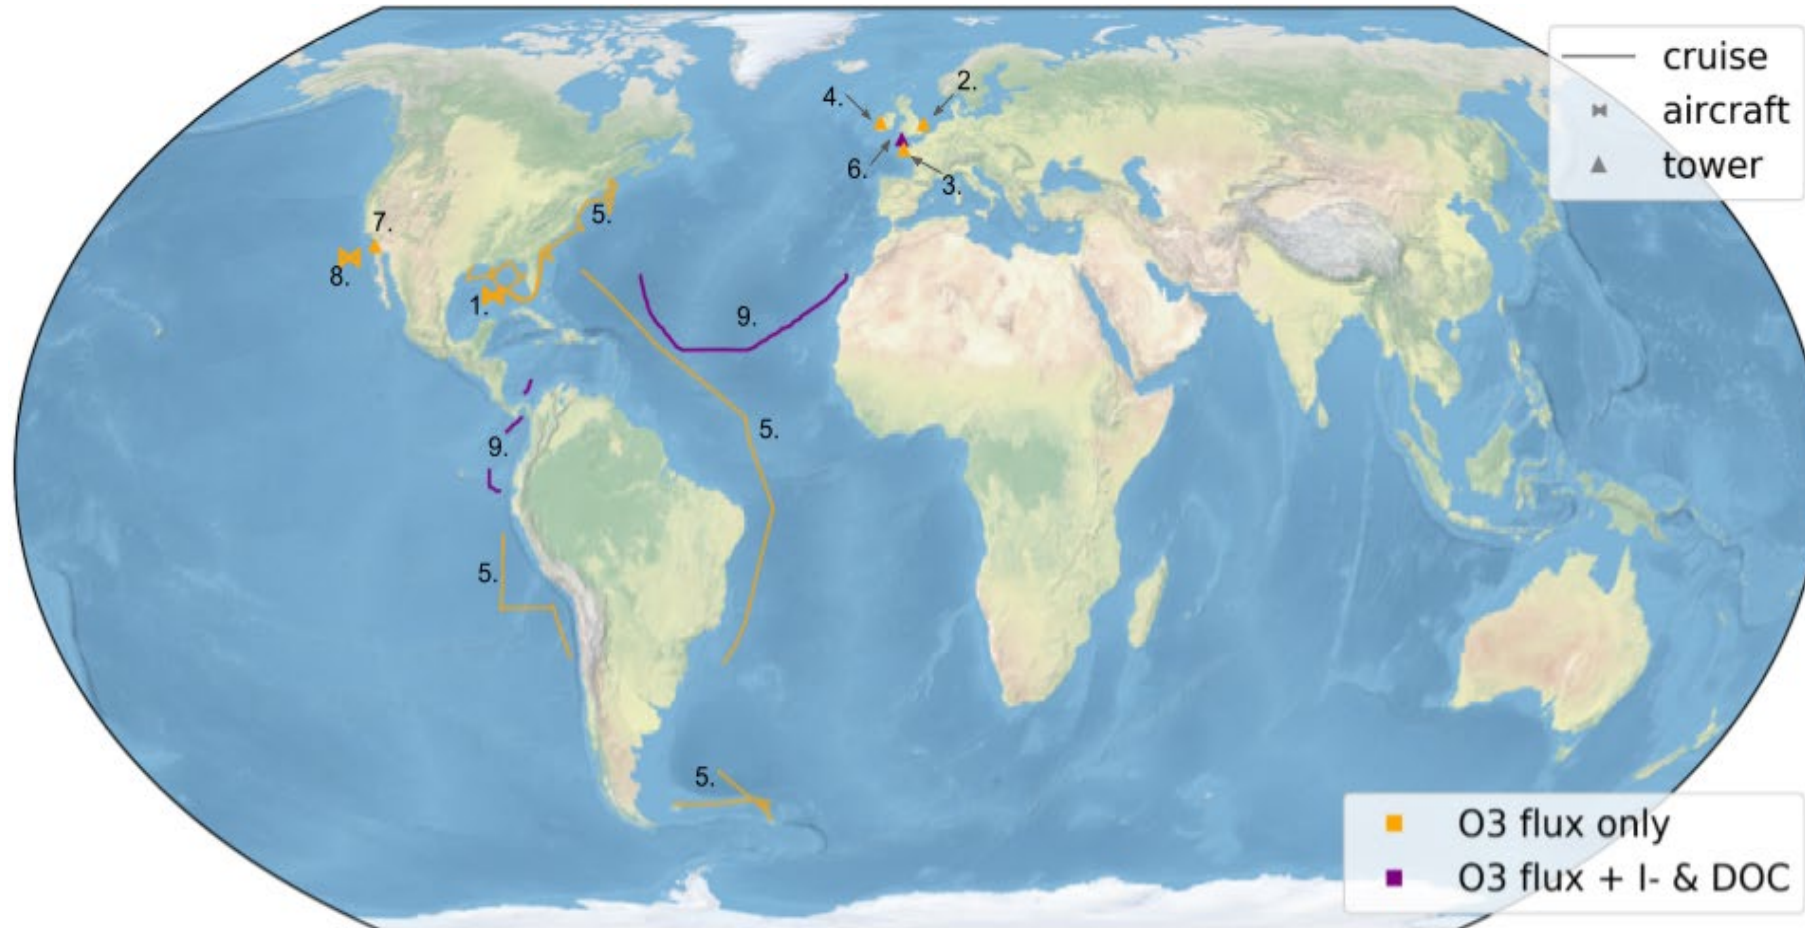 cruise
aircraft
tower
2.
4.
6.
3.
5.
7.
8.
1.
9.
5.
9.
5.
5.
O3 flux only
O3 flux + I- & DOC